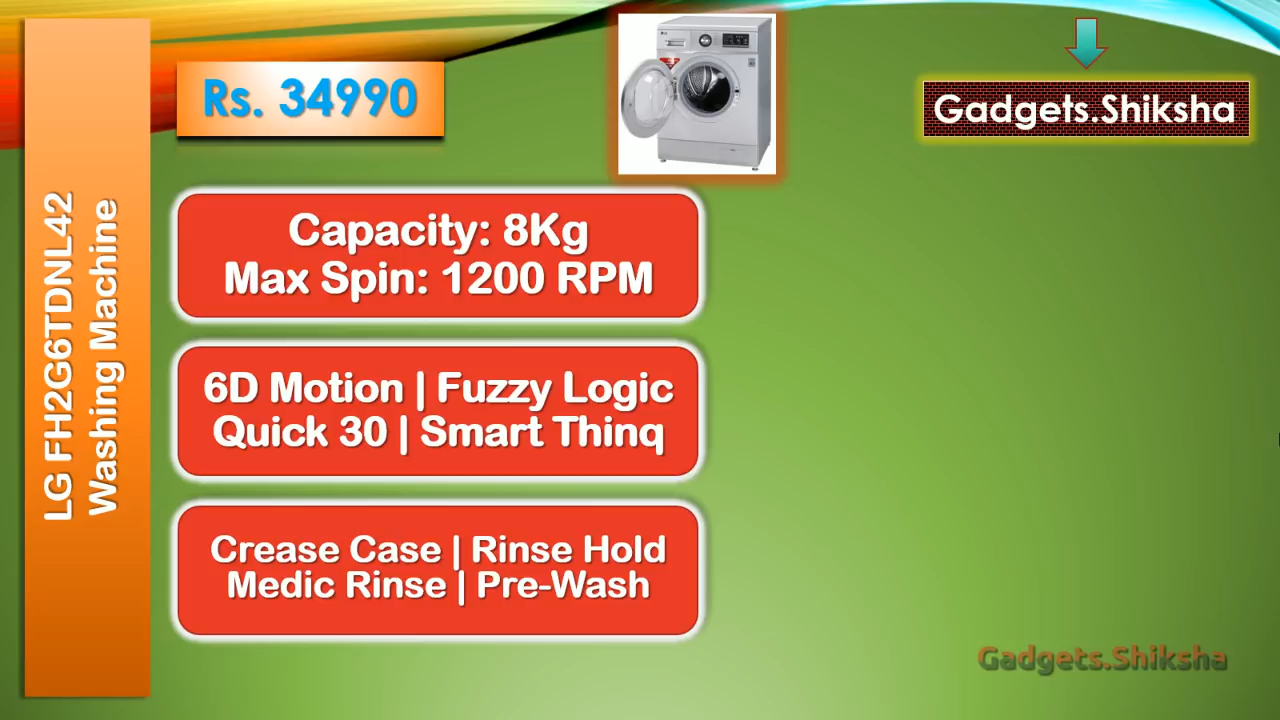 LG FH2G6TDNL42
Washing Machine
Rs. 34990
Gadgets.Shiksha
Capacity: 8Kg
Max Spin: 1200 RPM
6D Motion | Fuzzy Logic
Quick 30 | Smart Thinq
Crease Case | Rinse Hold
Medic Rinse | Pre-Wash
Gadgets.Shiksha